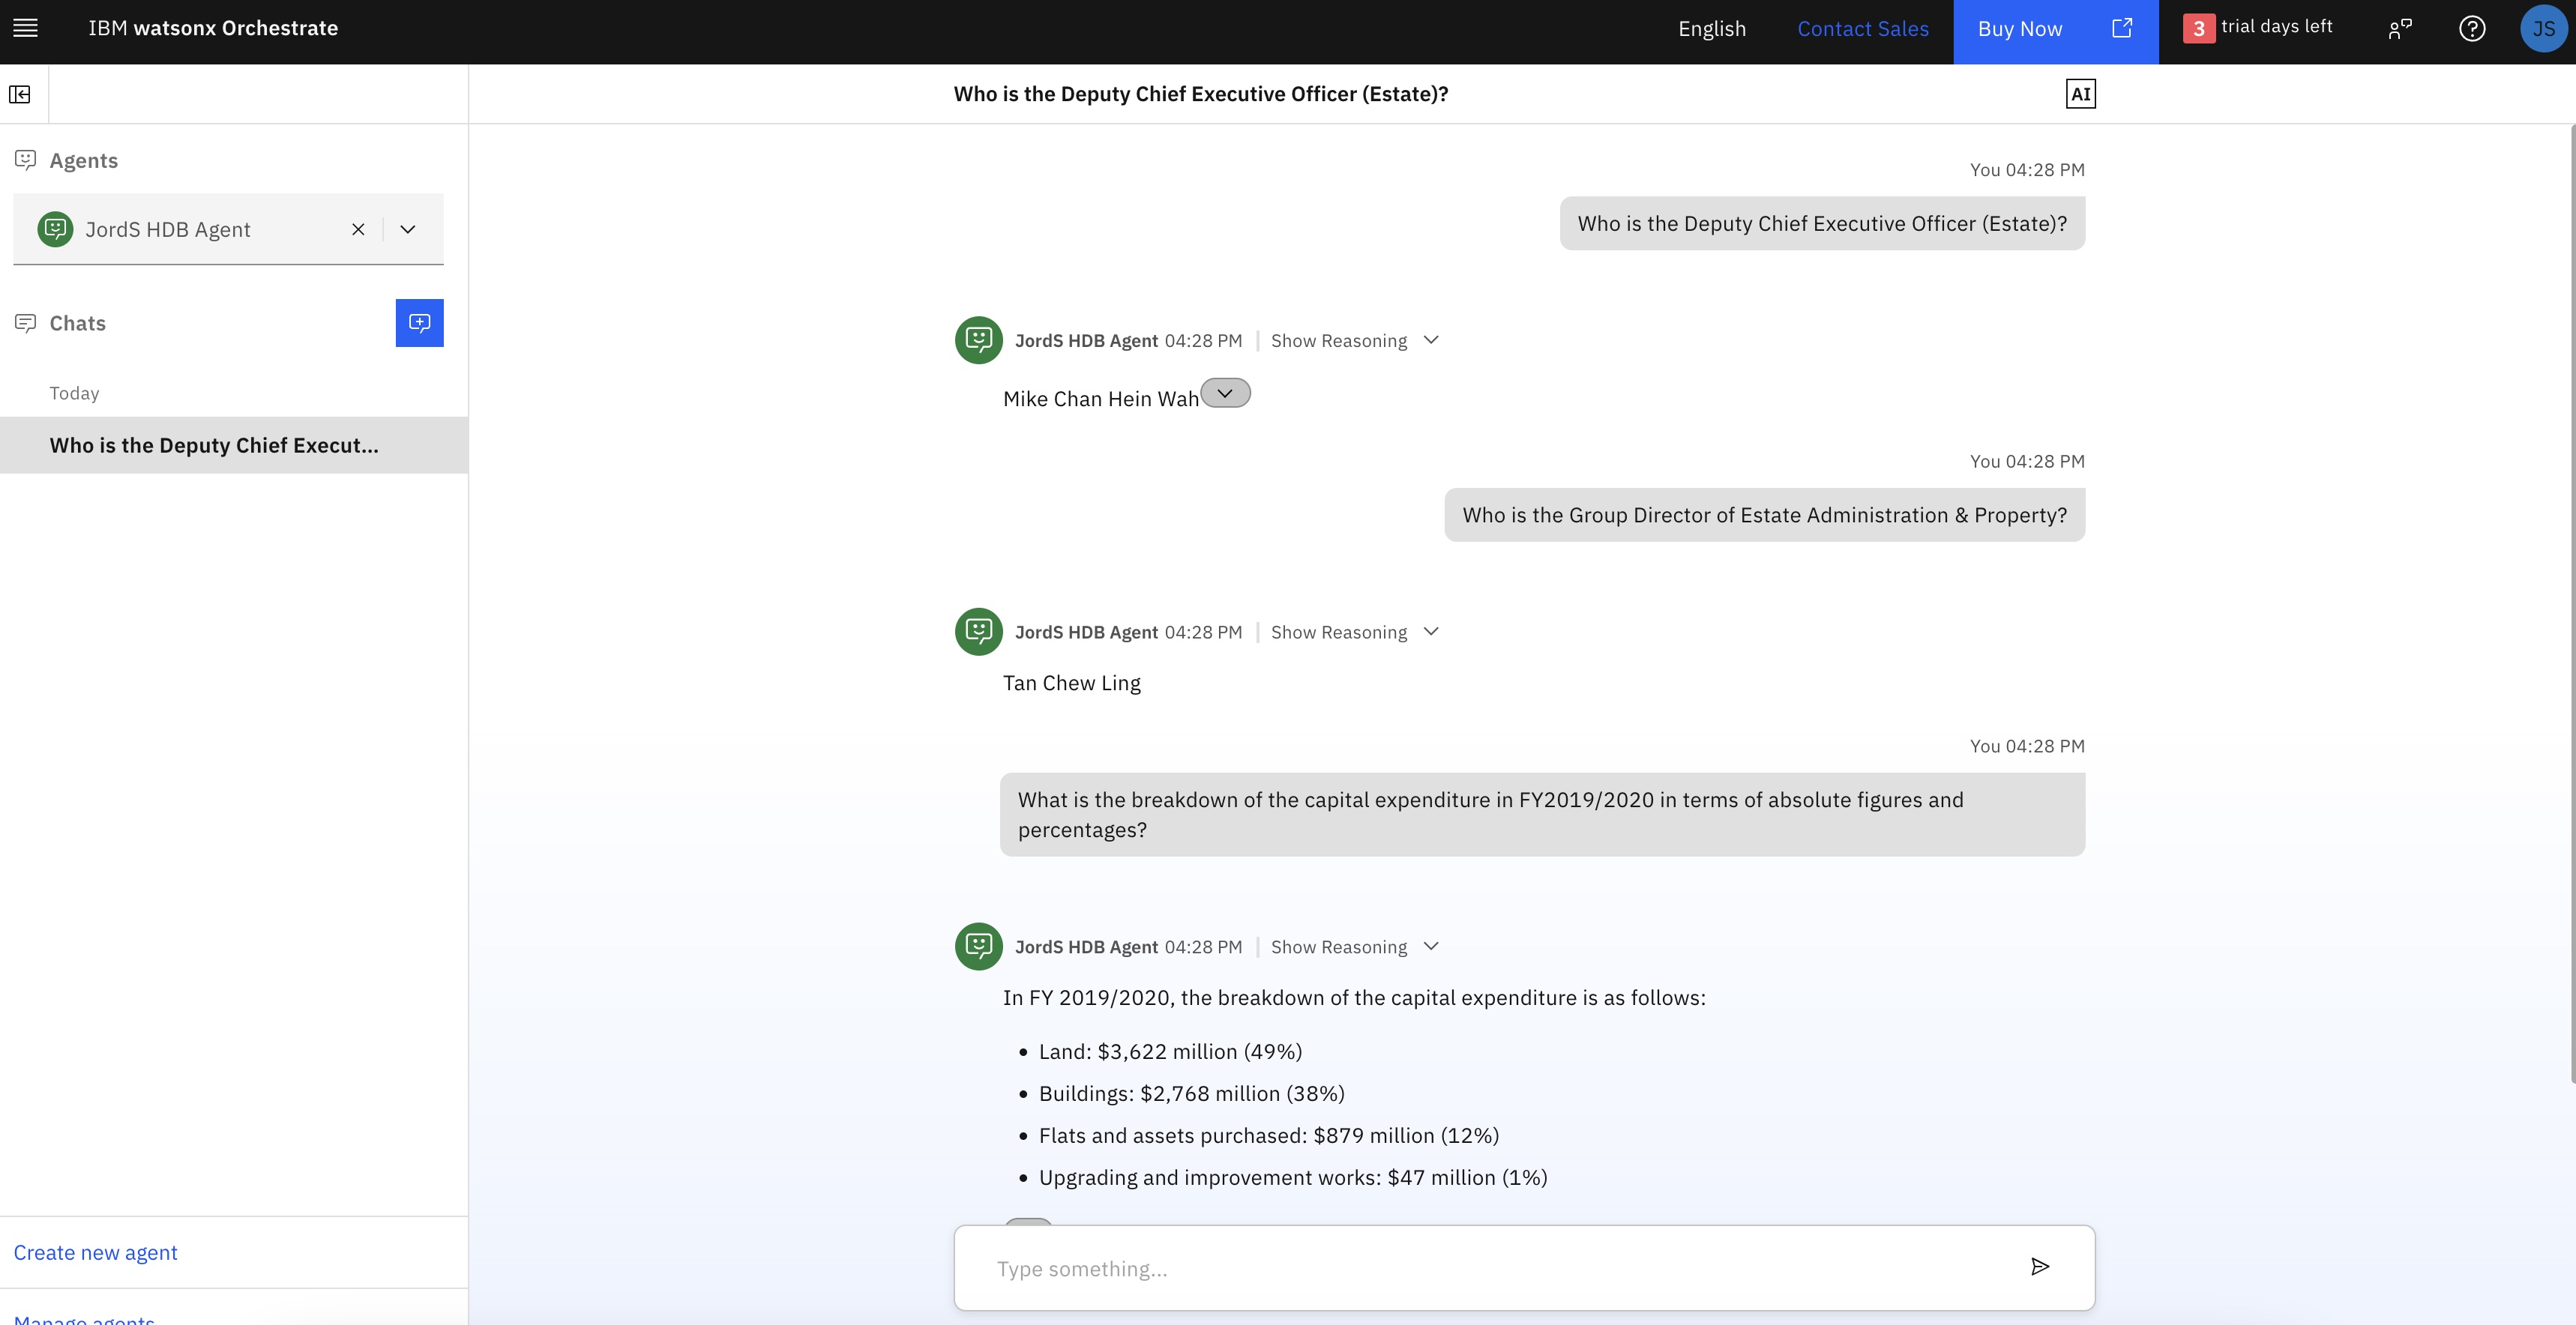 IBM watsonx Orchestrate
English
Contact Sales
Buy Now
3 trial days left
JS
Who is the Deputy Chief Executive Officer (Estate)?
AI
Agents
JordS HDB Agent
Chats
Today
Who is the Deputy Chief Execut...
Create new agent
Manage agents
You 04:28 PM
Who is the Deputy Chief Executive Officer (Estate)?
JordS HDB Agent 04:28 PM | Show Reasoning
Mike Chan Hein Wah
You 04:28 PM
Who is the Group Director of Estate Administration & Property?
JordS HDB Agent 04:28 PM | Show Reasoning
Tan Chew Ling
You 04:28 PM
What is the breakdown of the capital expenditure in FY2019/2020 in terms of absolute figures and
percentages?
JordS HDB Agent 04:28 PM | Show Reasoning
In FY 2019/2020, the breakdown of the capital expenditure is as follows:
• Land: $3,622 million (49%)
• Buildings: $2,768 million (38%)
• Flats and assets purchased: $879 million (12%)
• Upgrading and improvement works: $47 million (1%)
Type something...